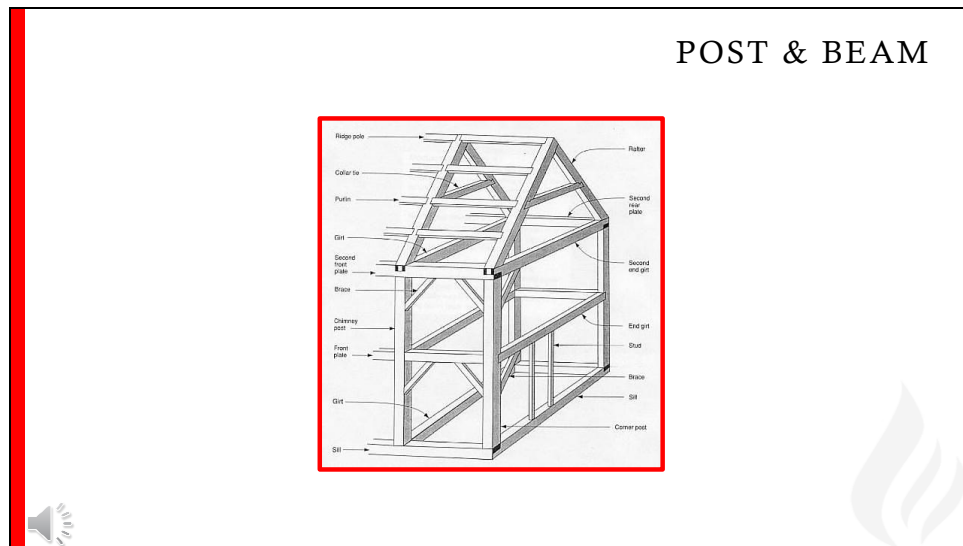 POST & BEAM
Ridge pole
Collar tie
Purlin
Girt
Second
front
plate
Brace
Chimney
post
Front
plate
Girt
Sill
Rafter
Second
rear
plate
Second
end girt
End girt
Stud
Brace
Sill
Corner post